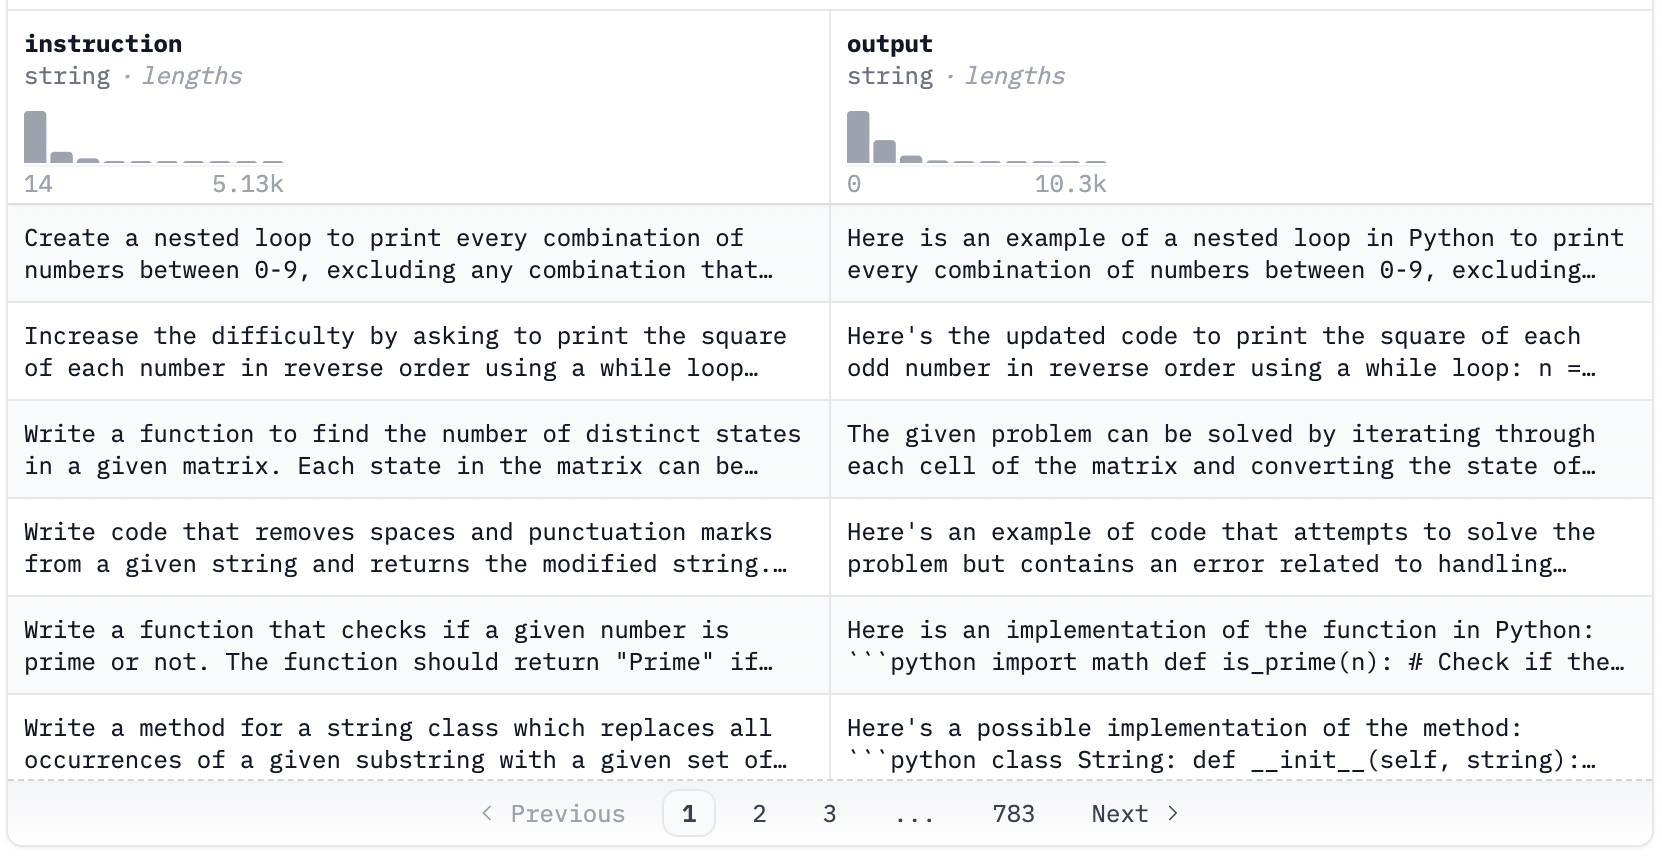 instruction
string · lengths
14 5.13k
output
string · lengths
0 10.3k
Create a nested loop to print every combination of
numbers between 0-9, excluding any combination that…
Here is an example of a nested loop in Python to print
every combination of numbers between 0-9, excluding…
Increase the difficulty by asking to print the square
of each number in reverse order using a while loop…
Here's the updated code to print the square of each
odd number in reverse order using a while loop: n =…
Write a function to find the number of distinct states
in a given matrix. Each state in the matrix can be…
The given problem can be solved by iterating through
each cell of the matrix and converting the state of…
Write code that removes spaces and punctuation marks
from a given string and returns the modified string.…
Here's an example of code that attempts to solve the
problem but contains an error related to handling…
Write a function that checks if a given number is
prime or not. The function should return "Prime" if…
Here is an implementation of the function in Python:
```python import math def is_prime(n): # Check if the…
Write a method for a string class which replaces all
occurrences of a given substring with a given set of…
Here's a possible implementation of the method:
```python class String: def __init__(self, string):…
< Previous 1 2 3 ... 783 Next >